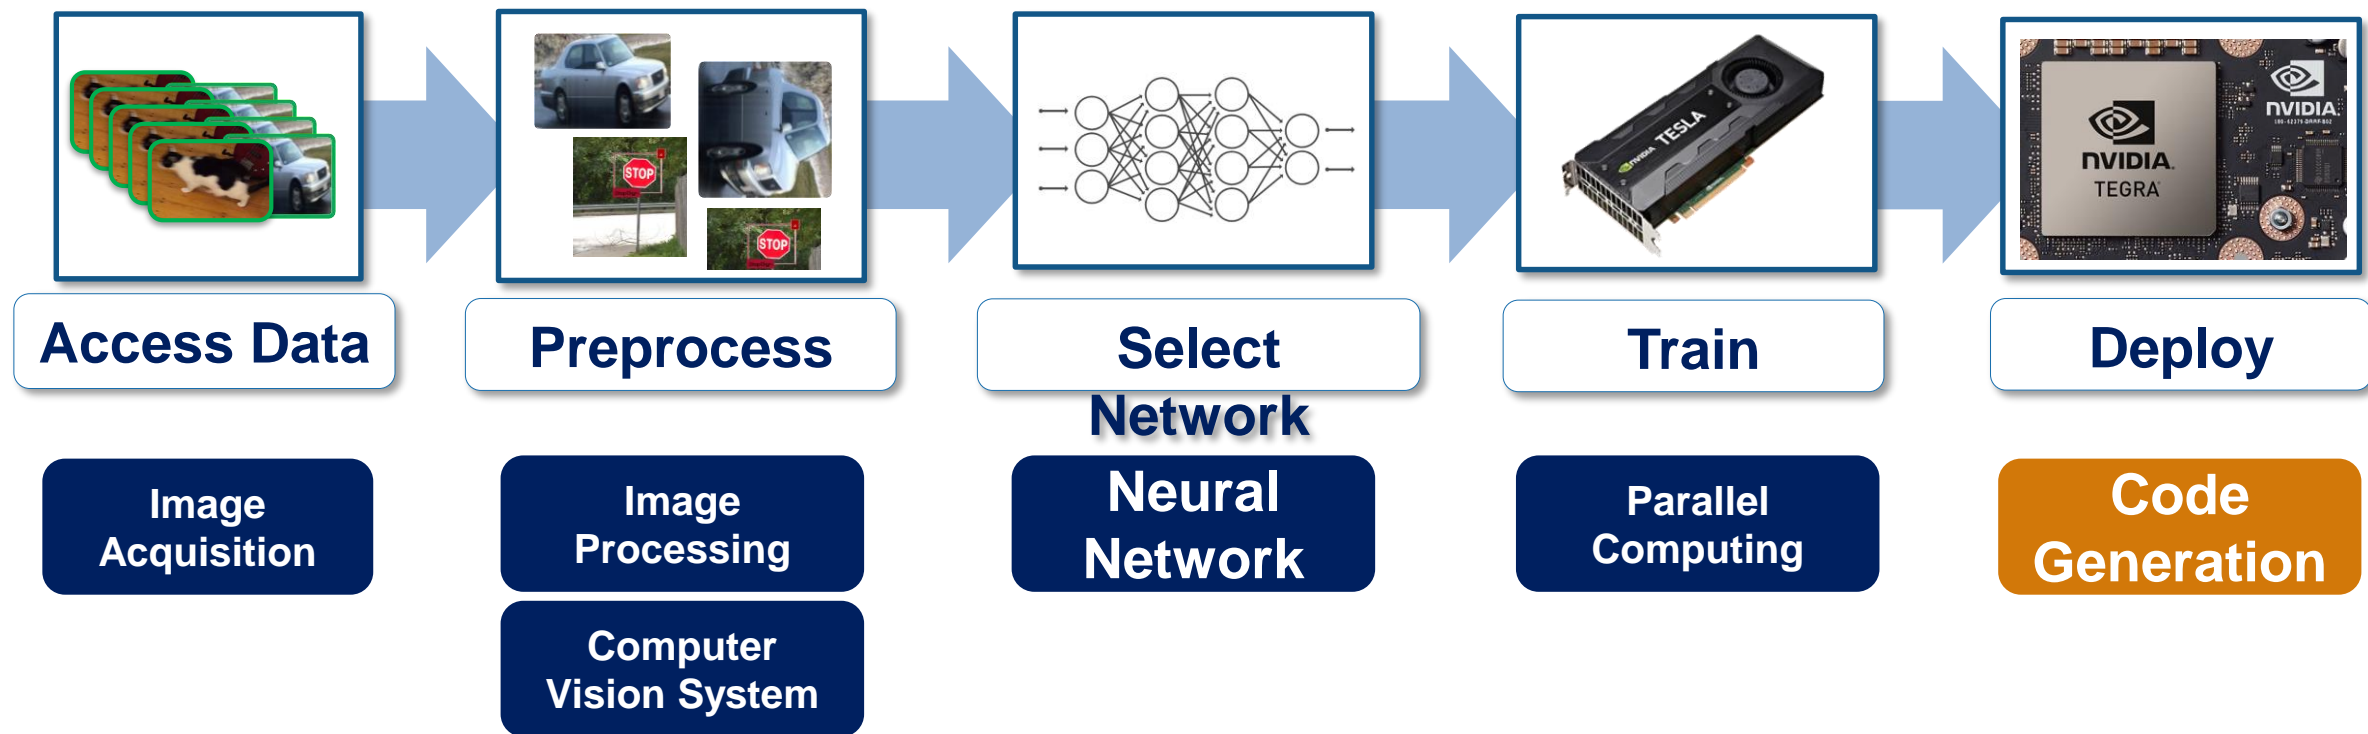 STOP
STOP
NVIDIA
TESLA
NVIDIA.
TEGRA
NVIDIA.
Access Data
Preprocess
Select
Network
Train
Deploy
Image
Acquisition
Image
Processing
Computer
Vision System
Neural
Network
Parallel
Computing
Code
Generation